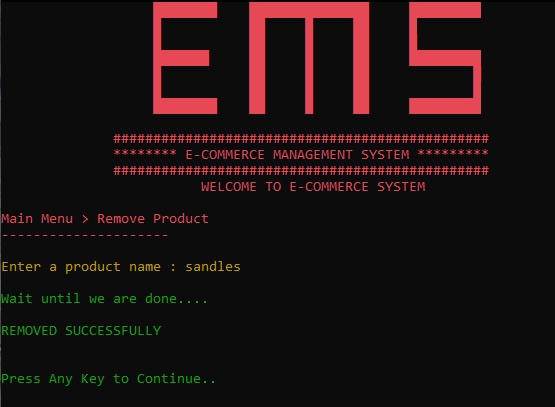 EMS
###############################################
******** E-COMMERCE MANAGEMENT SYSTEM *********
###############################################
WELCOME TO E-COMMERCE SYSTEM
Main Menu > Remove Product
---------------------
Enter a product name : sandles
Wait until we are done....
REMOVED SUCCESSFULLY
Press Any Key to Continue..